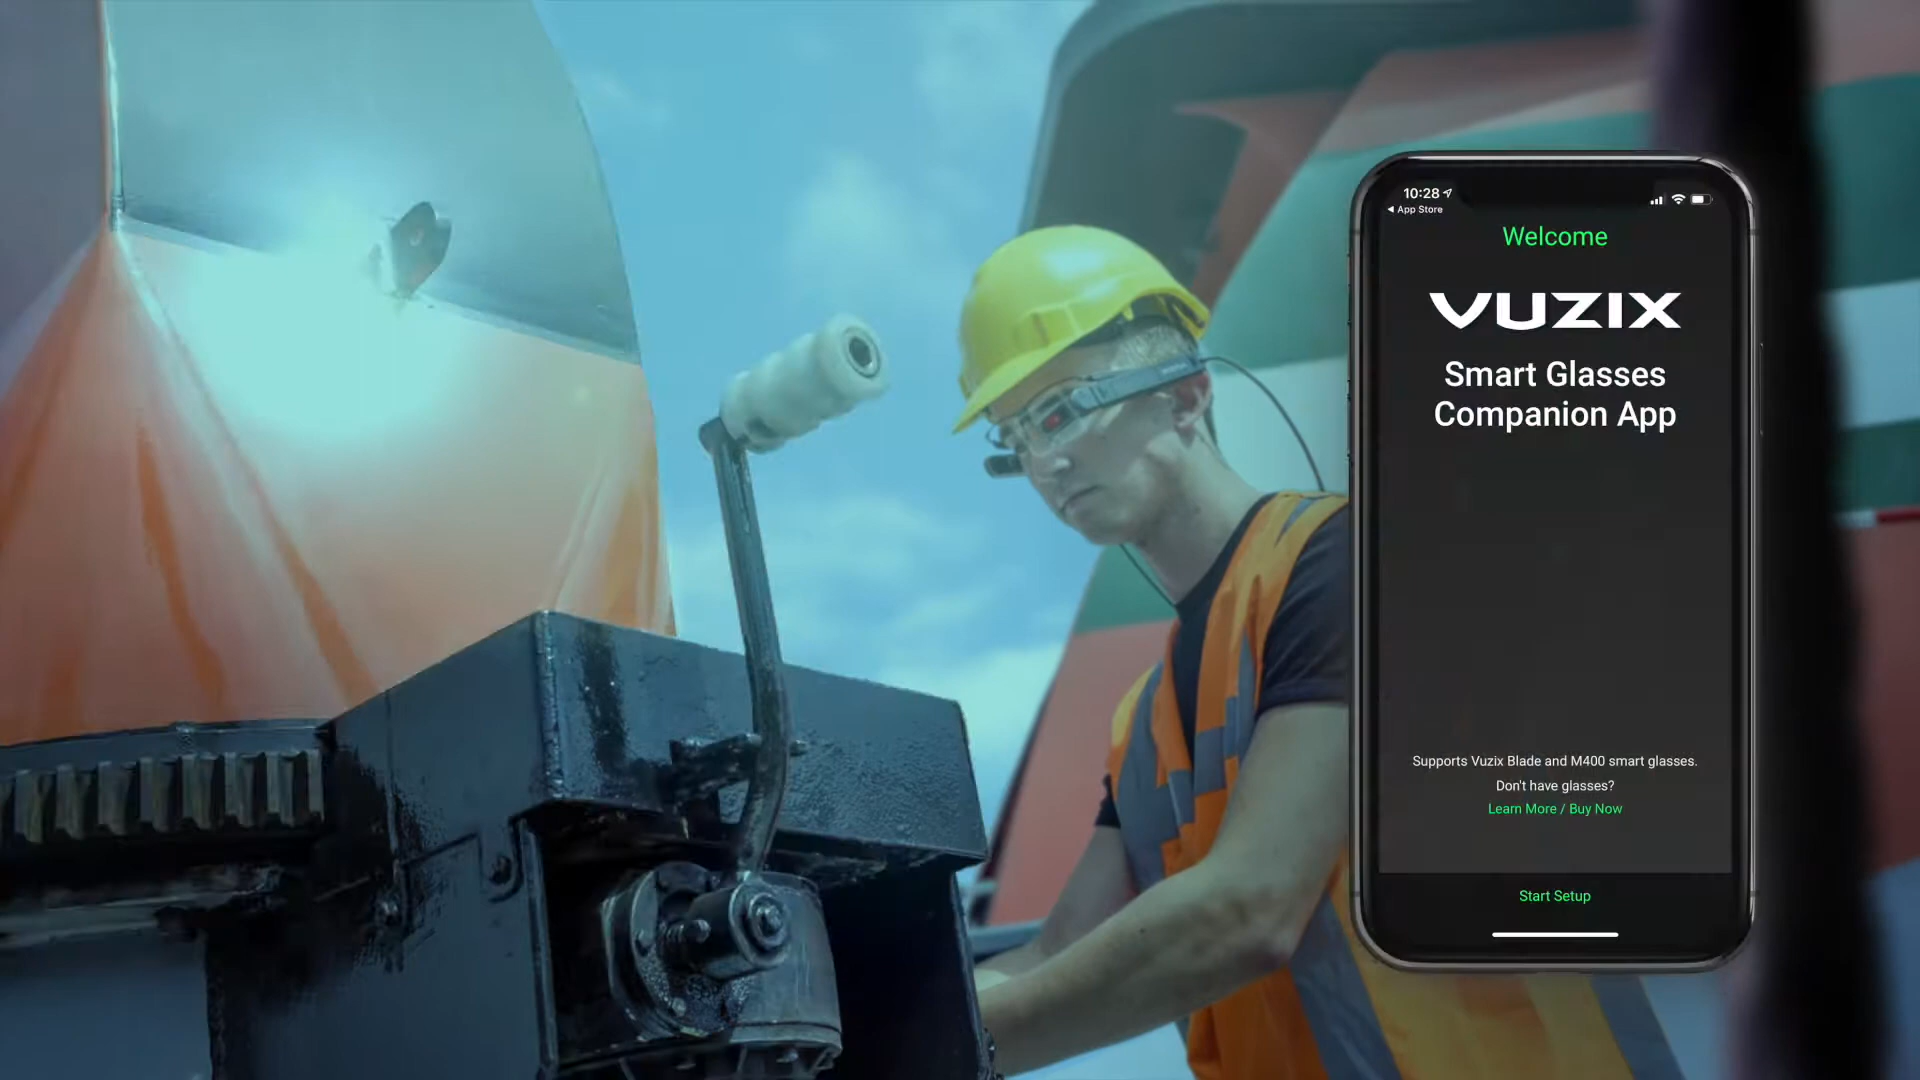 10:28
App Store
Welcome
VUZIX
Smart Glasses
Companion App
Supports Vuzix Blade and M400 smart glasses.
Don't have glasses?
Learn More / Buy Now
Start Setup